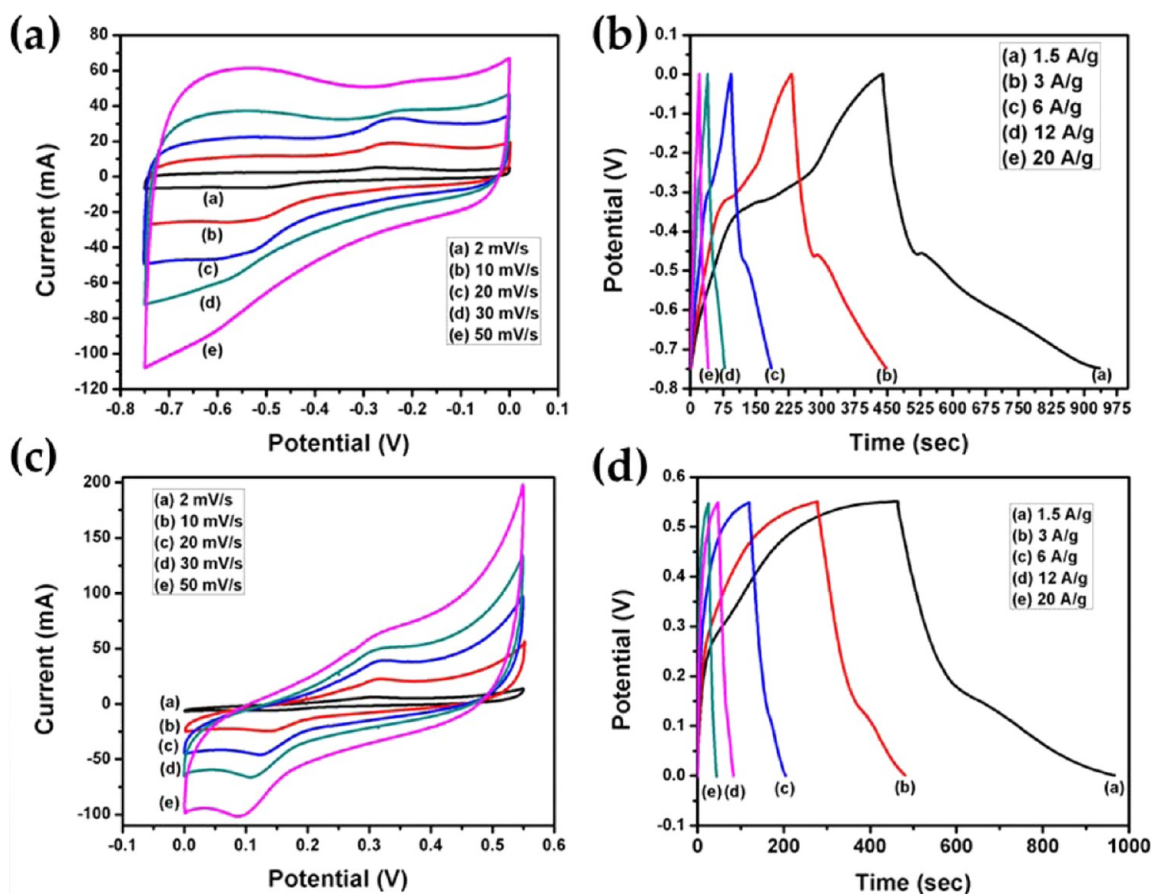 (a)
80
60
40
20
0
-20
-40
-60
-80
-100
-120
-0.8 -0.7 -0.6 -0.5 -0.4 -0.3 -0.2 -0.1 0.0 0.1
Current (mA)
Potential (V)
(a)
(b)
(c)
(d)
(e)
(a) 2 mV/s
(b) 10 mV/s
(c) 20 mV/s
(d) 30 mV/s
(e) 50 mV/s
(b)
0.1
0.0
-0.1
-0.2
-0.3
-0.4
-0.5
-0.6
-0.7
-0.8
0 75 150 225 300 375 450 525 600 675 750 825 900 975
Potential (V)
Time (sec)
(a) 1.5 A/g
(b) 3 A/g
(c) 6 A/g
(d) 12 A/g
(e) 20 A/g
(e) (d) (c) (b) (a)
(c)
200
150
100
50
0
-50
-100
-0.1 0.0 0.1 0.2 0.3 0.4 0.5 0.6
Current (mA)
Potential (V)
(a) 2 mV/s
(b) 10 mV/s
(c) 20 mV/s
(d) 30 mV/s
(e) 50 mV/s
(a)
(b)
(c)
(d)
(e)
(d)
0.6
0.5
0.4
0.3
0.2
0.1
0.0
-0.1
0 200 400 600 800 1000
Potential (V)
Time (sec)
(a) 1.5 A/g
(b) 3 A/g
(c) 6 A/g
(d) 12 A/g
(e) 20 A/g
(e) (d) (c) (b) (a)